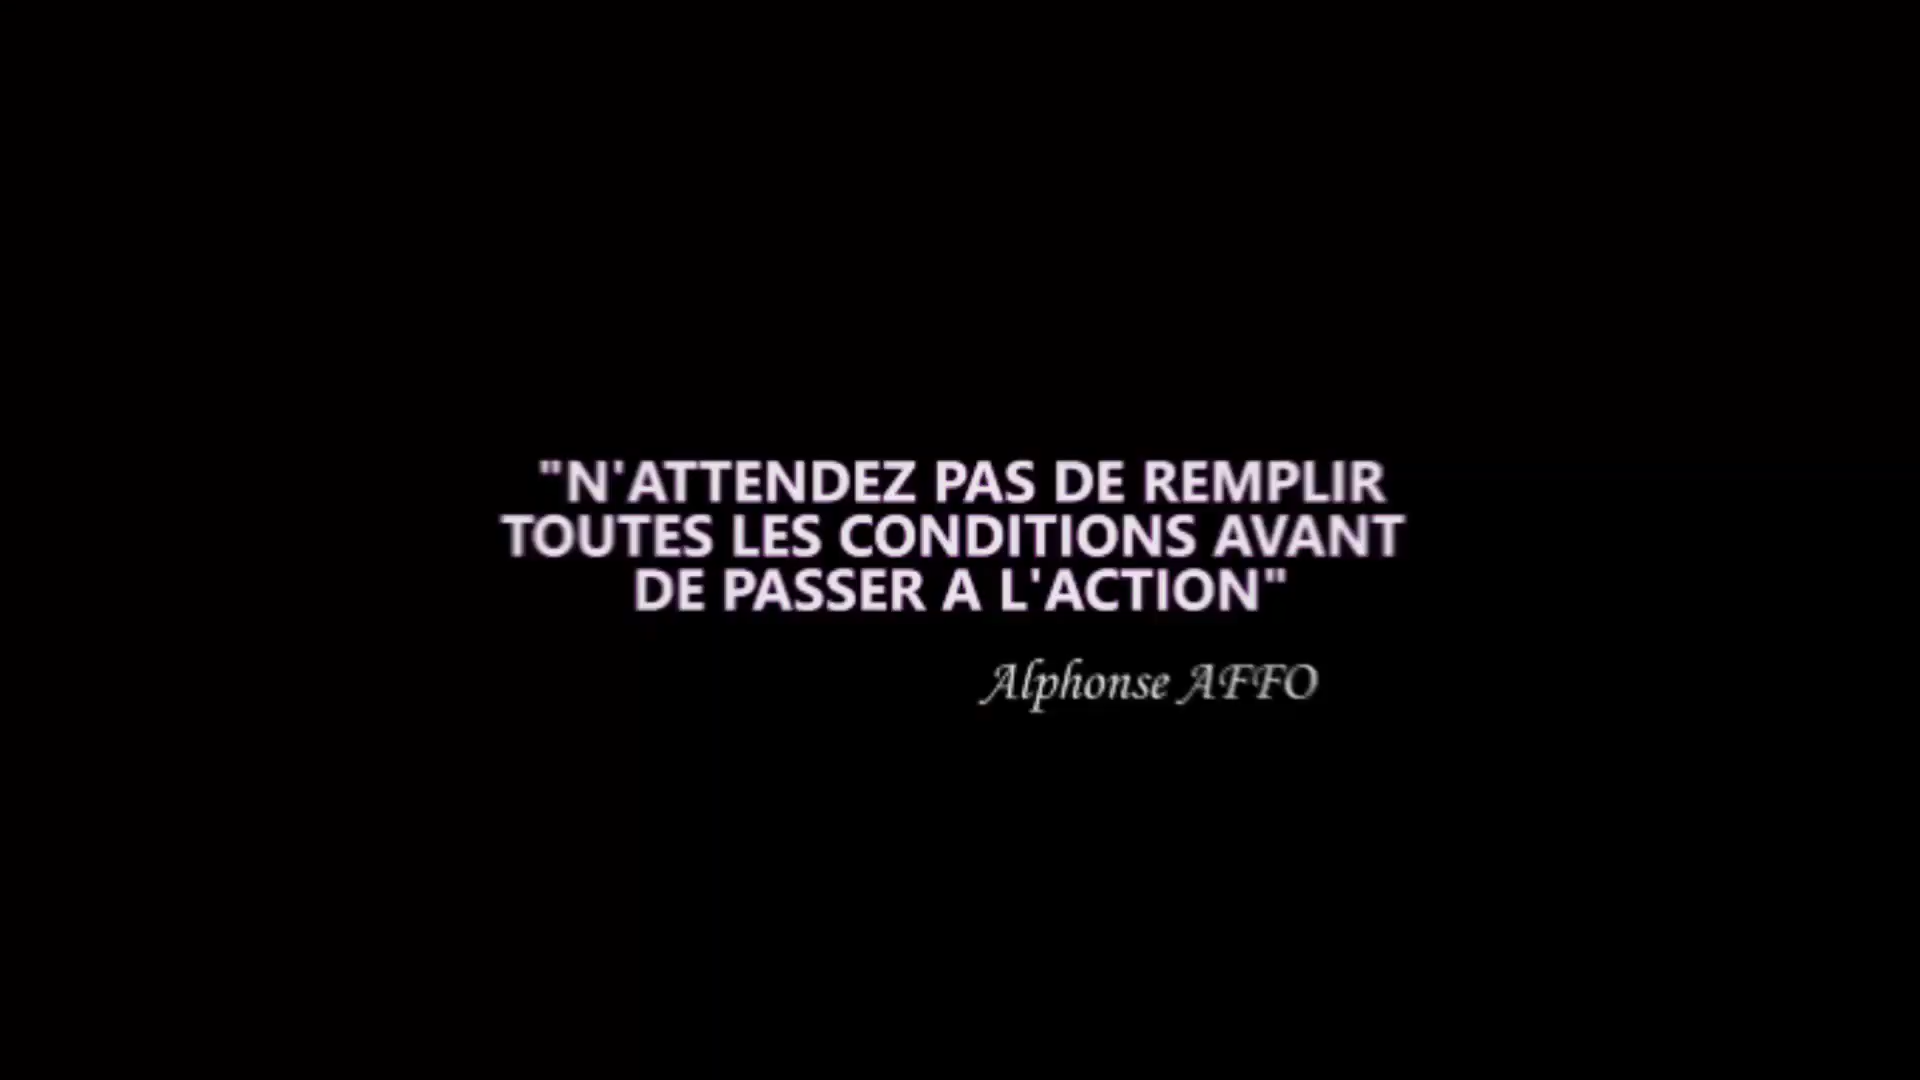 "N'ATTENDEZ PAS DE REMPLIR
TOUTES LES CONDITIONS AVANT
DE PASSER A L'ACTION"
Alphonse AFFO